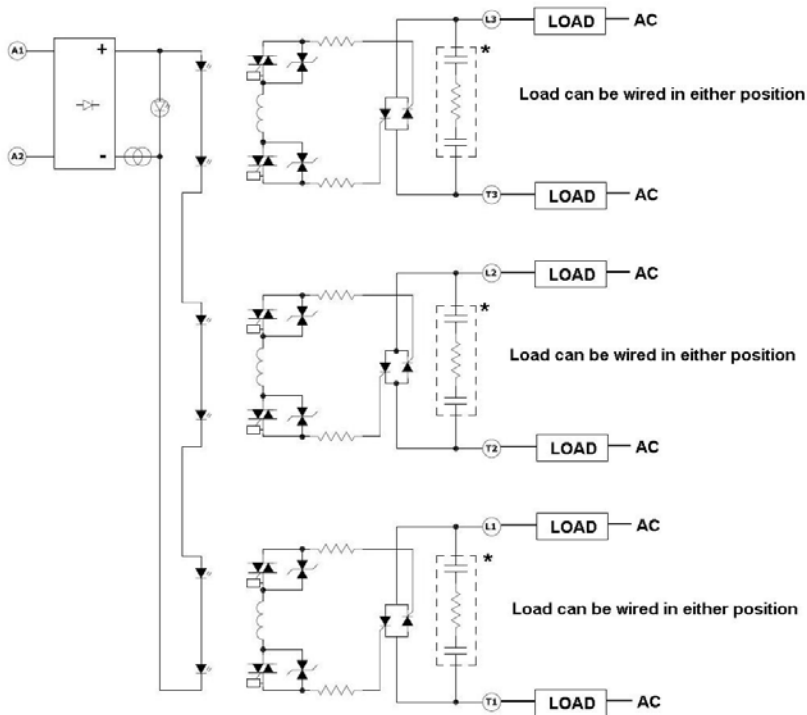 L3 LOAD AC
A1 + *
Load can be wired in either position
A2 -
T3 LOAD AC
L2 LOAD AC
*
Load can be wired in either position
T2 LOAD AC
L1 LOAD AC
*
Load can be wired in either position
T1 LOAD AC